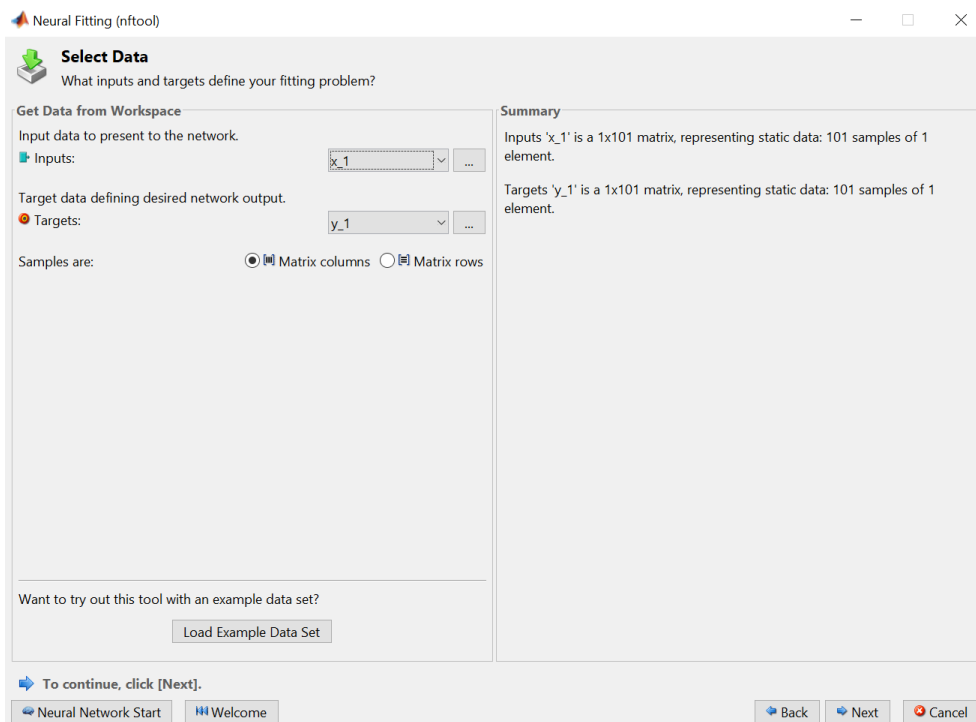 Neural Fitting (nftool)
Select Data
What inputs and targets define your fitting problem?
Get Data from Workspace
Input data to present to the network.
Inputs:
x_1
...
Target data defining desired network output.
Targets:
y_1
...
Samples are:
Matrix columns
Matrix rows
Want to try out this tool with an example data set?
Load Example Data Set
Summary
Inputs 'x_1' is a 1x101 matrix, representing static data: 101 samples of 1
element.
Targets 'y_1' is a 1x101 matrix, representing static data: 101 samples of 1
element.
To continue, click [Next].
Neural Network Start
Welcome
Back
Next
Cancel